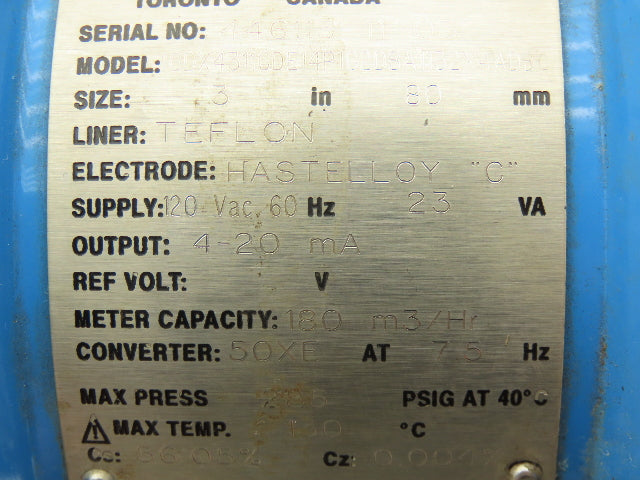 TORONTO CANADA
SERIAL NO:
MODEL:
SIZE: 3 in 80 mm
LINER: TEFLON
ELECTRODE: HASTELLOY "C"
SUPPLY: 120 Vac, 60 Hz 23 VA
OUTPUT: 4-20 mA
REF VOLT: V
METER CAPACITY: 180 m3/Hr
CONVERTER: 50XE AT 7.5 Hz
MAX PRESS 285 PSIG AT 40°C
MAX TEMP. °C
Cs: Cz: